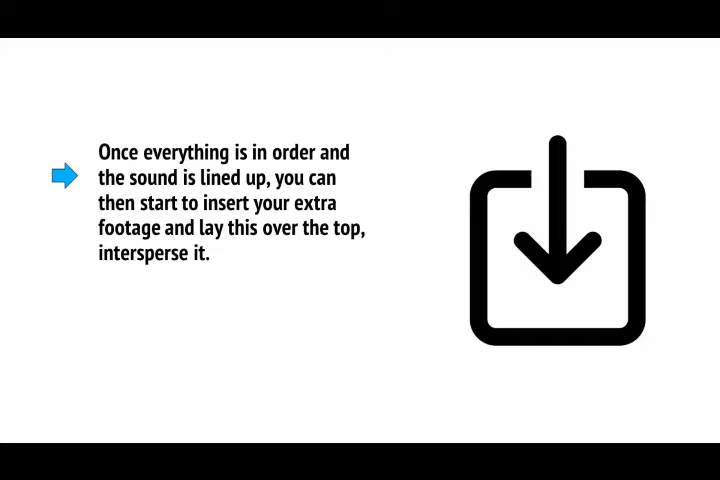 Once everything is in order and
the sound is lined up, you can
then start to insert your extra
footage and lay this over the top,
intersperse it.